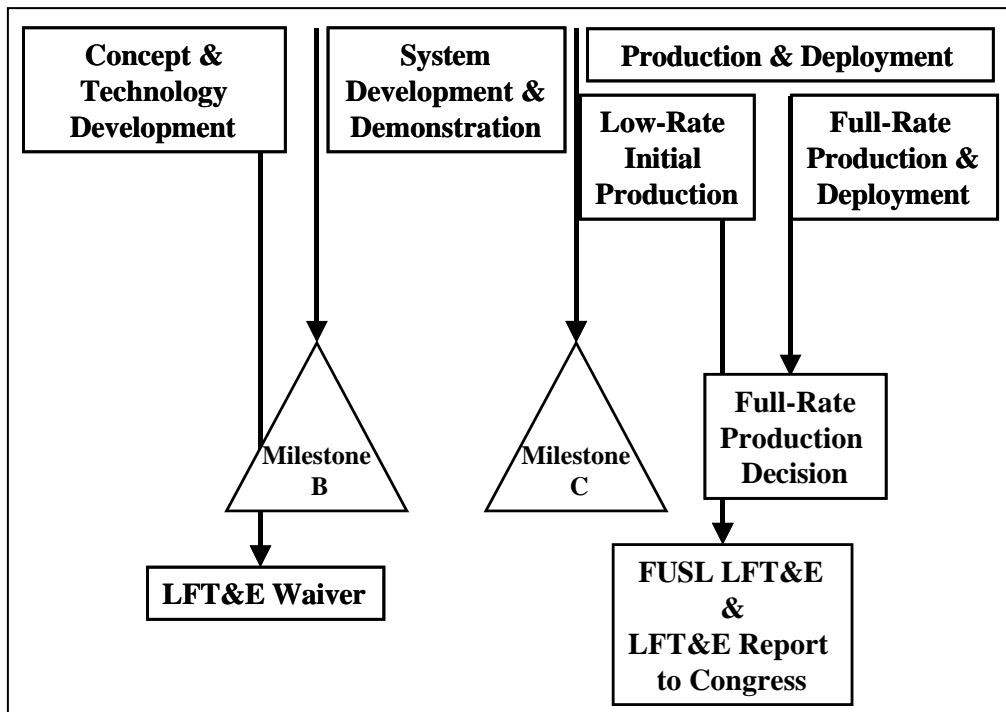 Concept &
Technology
Development
System
Development &
Demonstration
Production & Deployment
Low-Rate
Initial
Production
Full-Rate
Production &
Deployment
Milestone
B
Milestone
C
Full-Rate
Production
Decision
LFT&E Waiver
FUSL LFT&E
&
LFT&E Report
to Congress